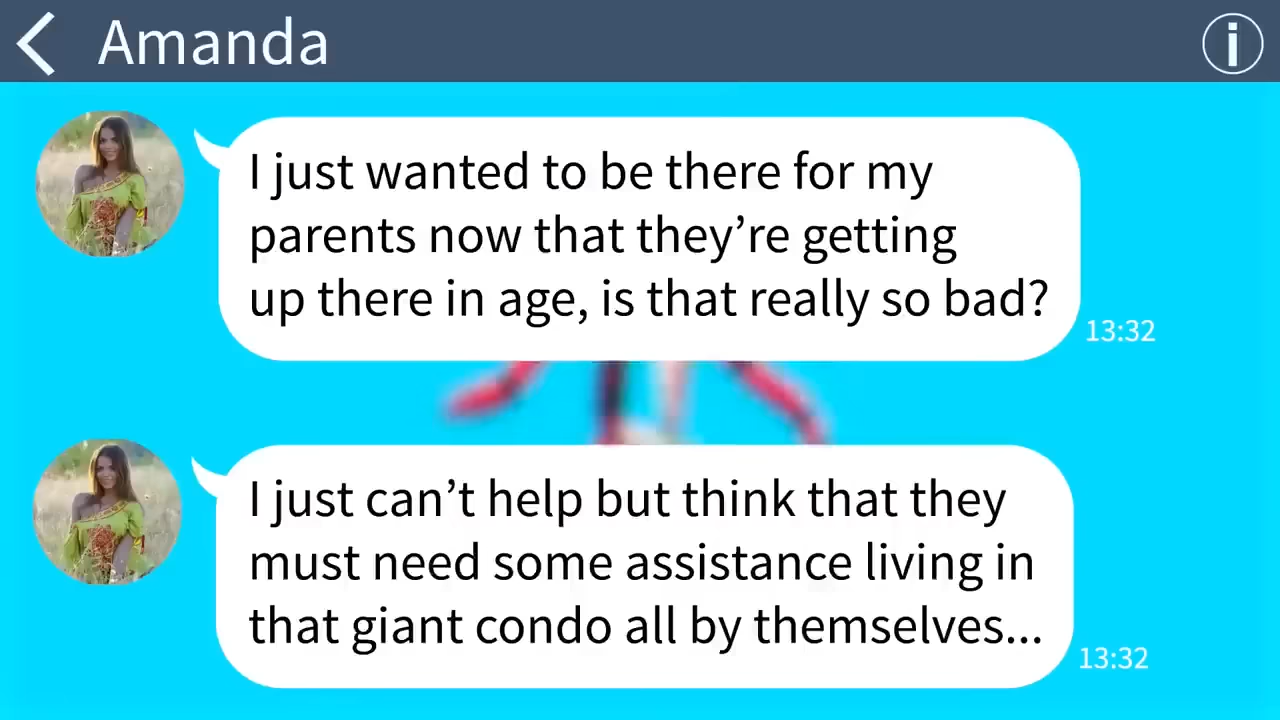 Amanda
I just wanted to be there for my
parents now that they’re getting
up there in age, is that really so bad?
13:32
I just can’t help but think that they
must need some assistance living in
that giant condo all by themselves...
13:32